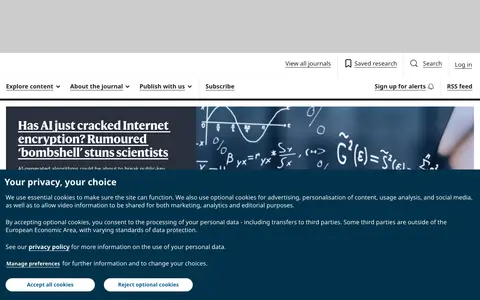 View all journals
Saved research
Search
Log in
Explore content
About the journal
Publish with us
Subscribe
Sign up for alerts
RSS feed
Has AI just cracked Internet
encryption? Rumoured
‘bombshell’ stuns scientists
Your privacy, your choice
We use essential cookies to make sure the site can function. We also use optional cookies for advertising, personalisation of content, usage analysis, and social media,
as well as to allow video information to be shared for both marketing, analytics and editorial purposes.
By accepting optional cookies, you consent to the processing of your personal data - including transfers to third parties. Some third parties are outside of the
European Economic Area, with varying standards of data protection.
See our privacy policy for more information on the use of your personal data.
Manage preferences for further information and to change your choices.
Accept all cookies
Reject optional cookies